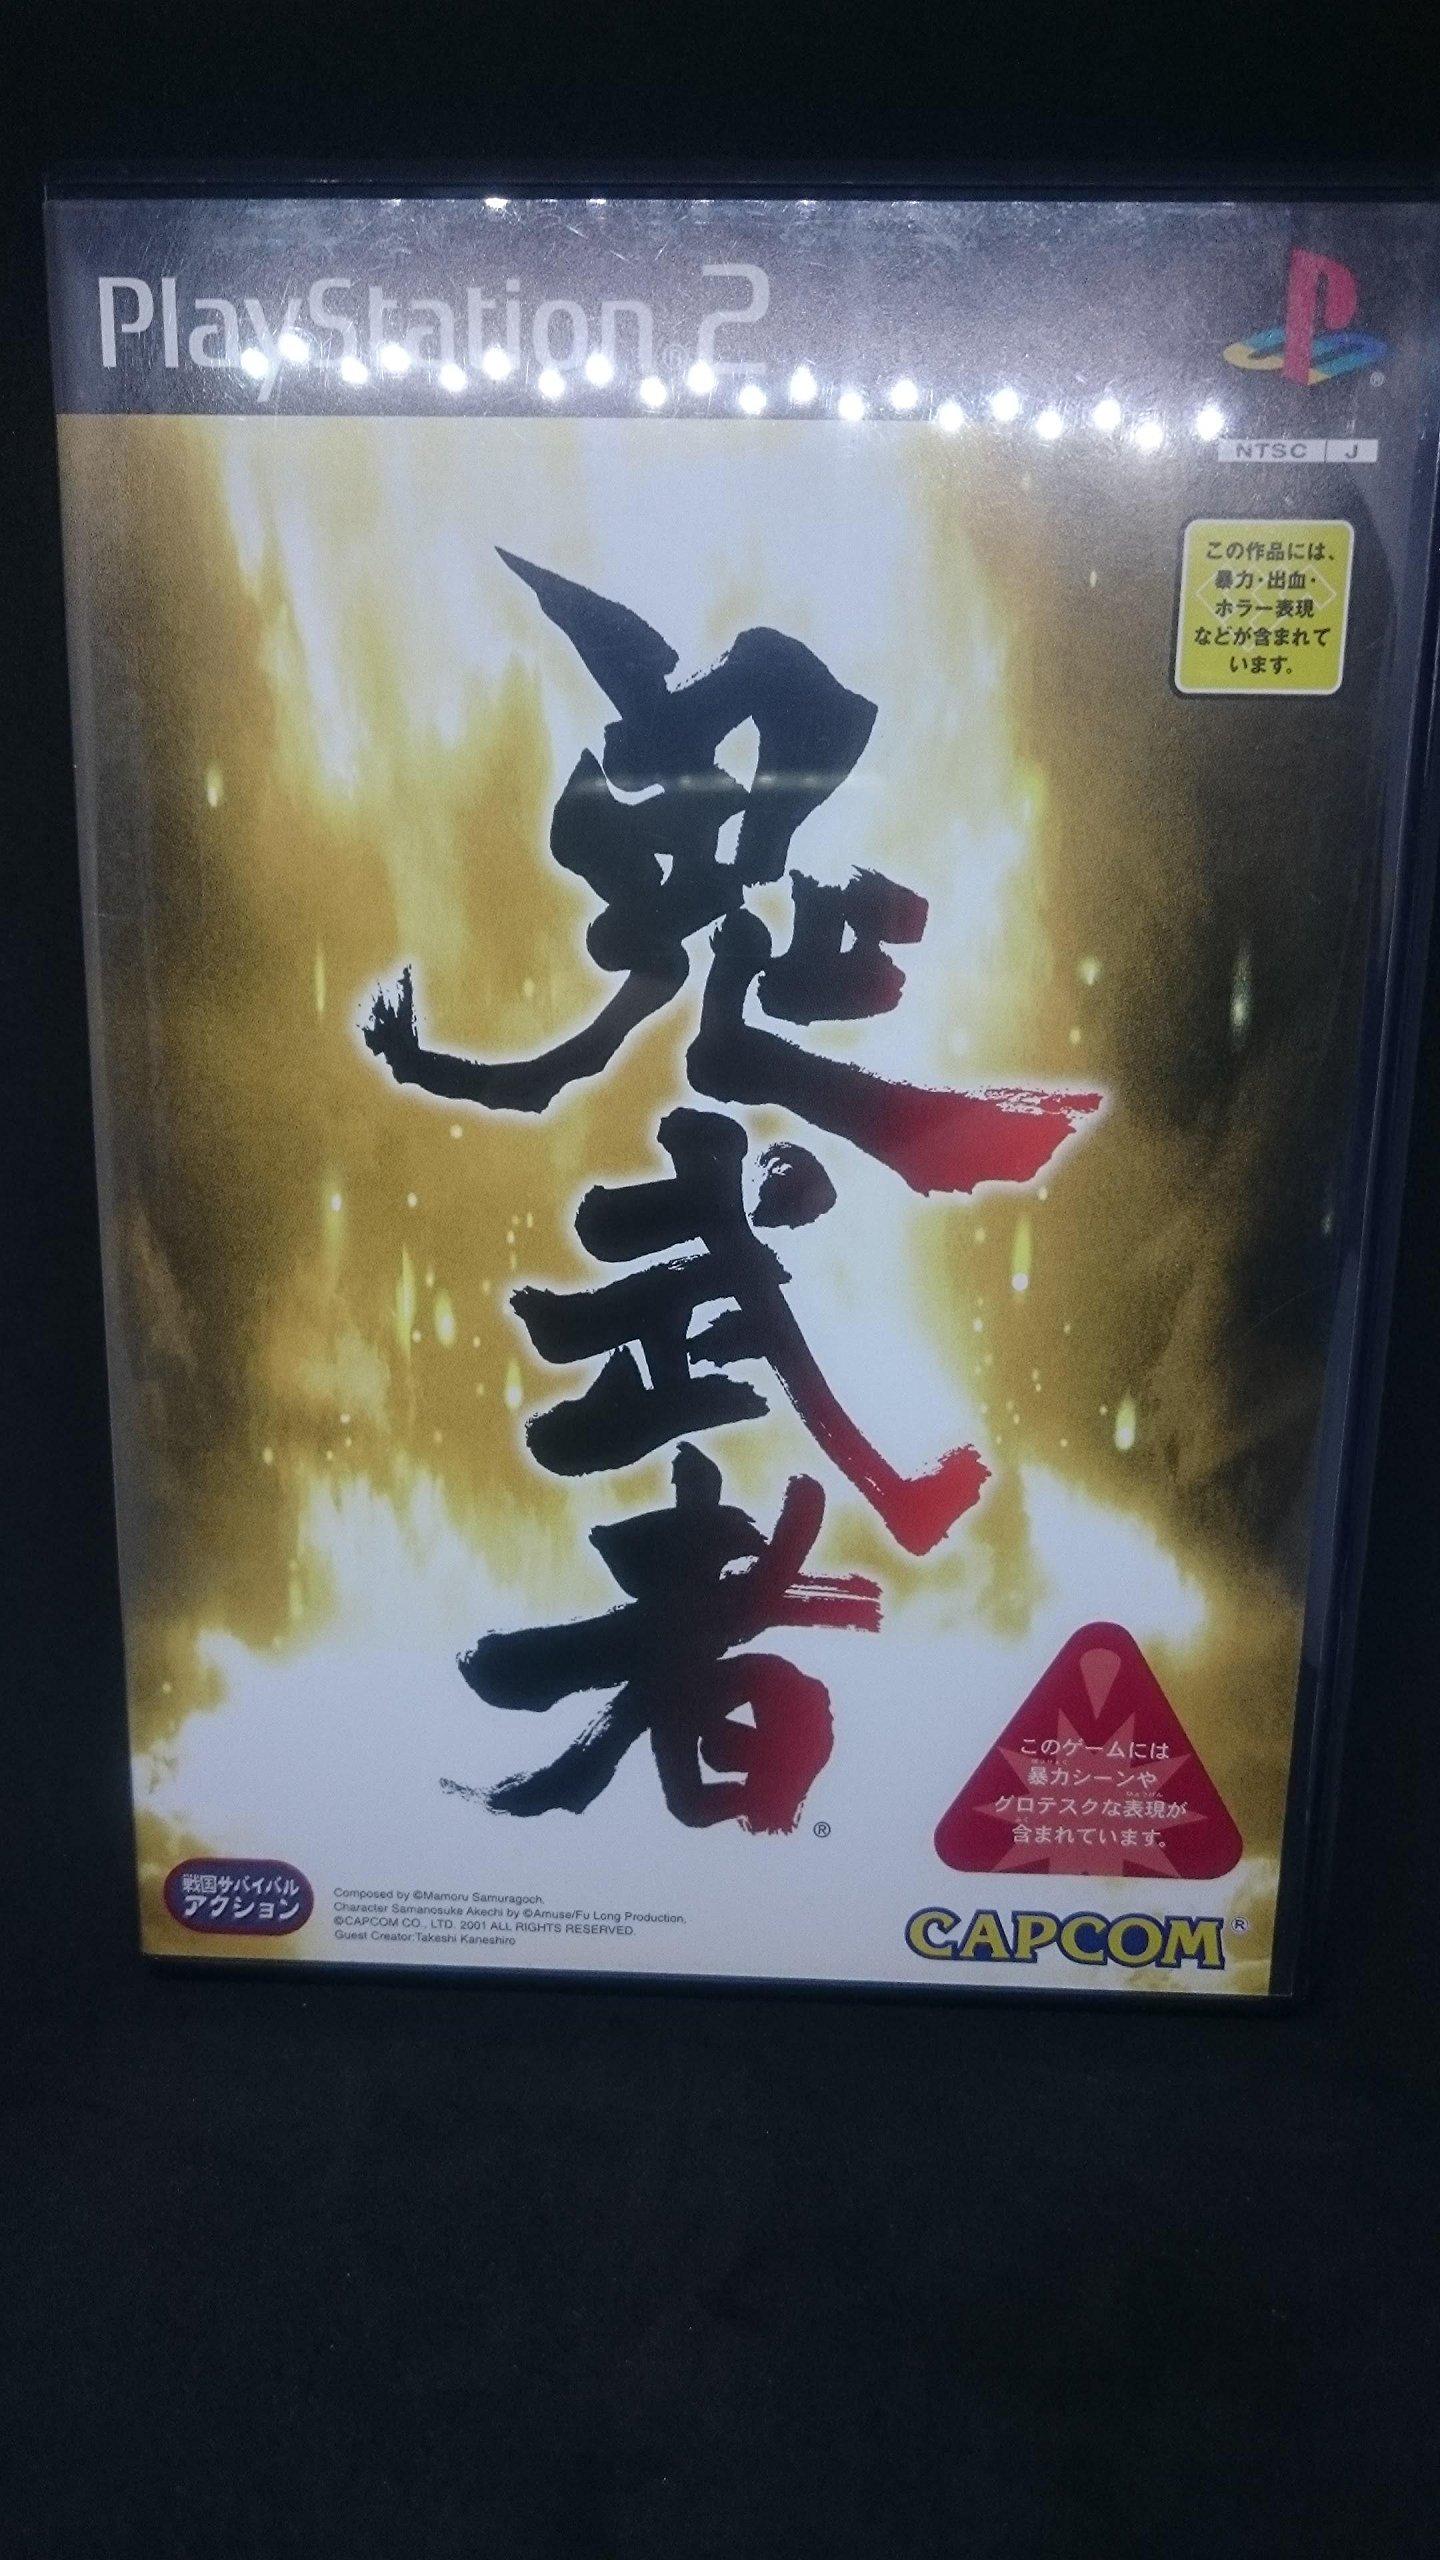 PlayStation®2
®
NTSC J
この作品には、
暴力・出血・
ホラー表現
などが含まれて
います。
鬼武者
®
このゲームには
暴力シーンや
グロテスクな表現が
含まれています。
戦国サバイバル
アクション
Composed by ©Mamoru Samuragoch.
Character Samanosuke Akechi by ©Amuse/Fu Long Production,
©CAPCOM CO., LTD. 2001 ALL RIGHTS RESERVED.
Guest Creator:Takeshi Kaneshiro
CAPCOM®